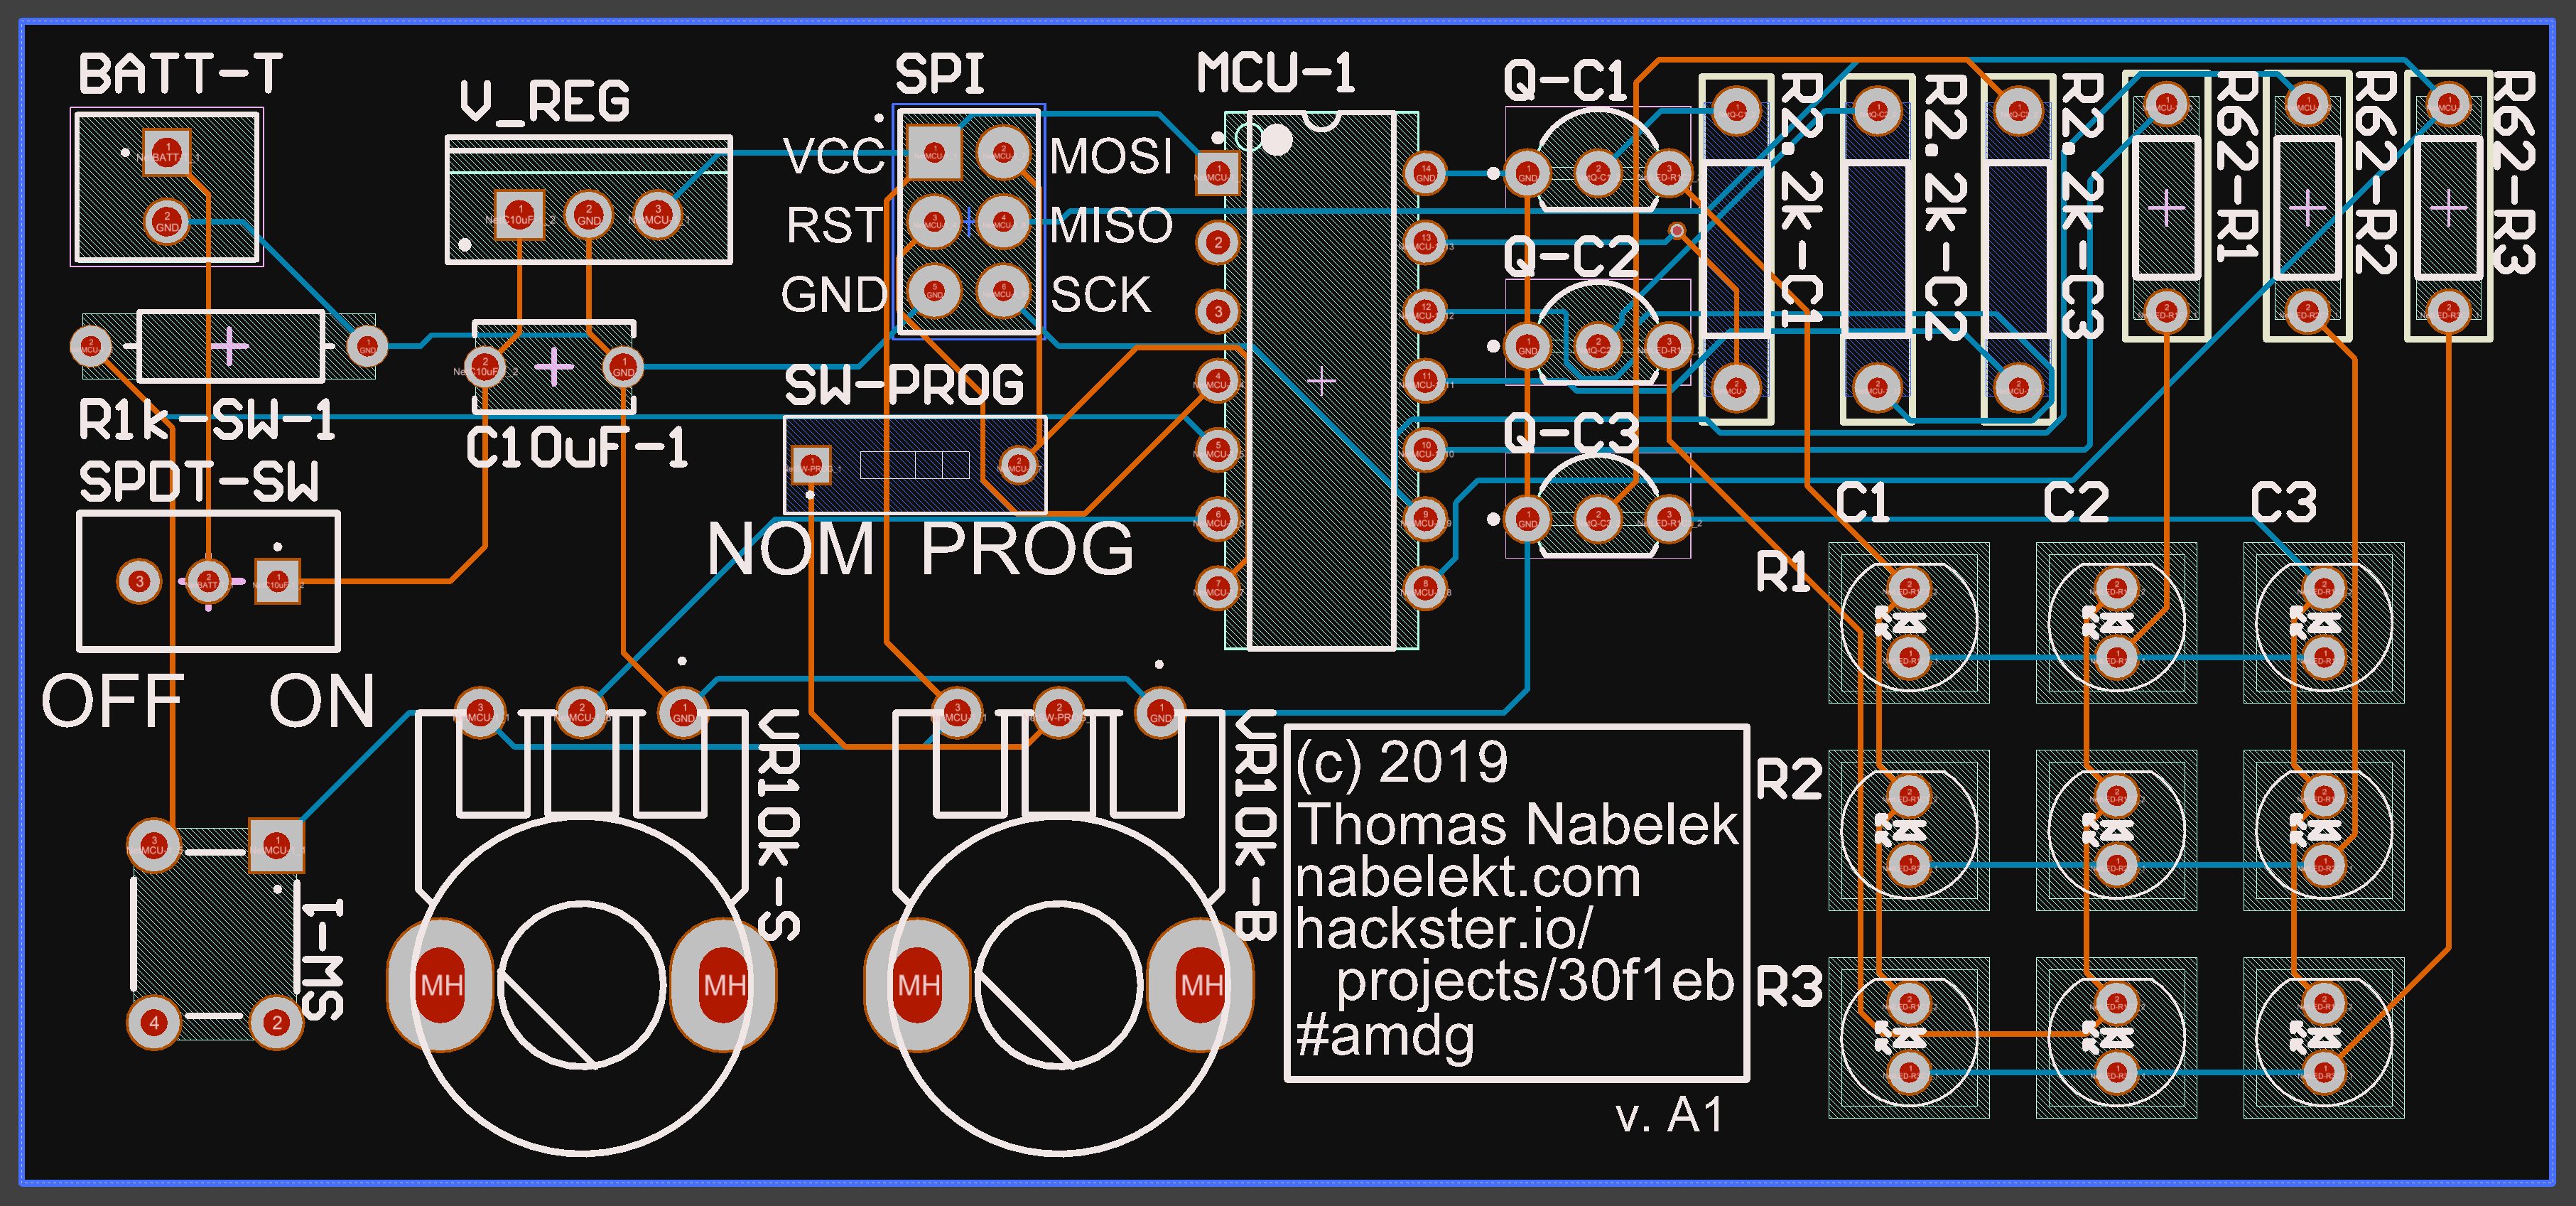 BATT-T
V_REG
SPI
MCU-1
Q-C1
R2.2k-C1
R2.2k-C2
R2.2k-C3
R62-R1
R62-R2
R62-R3
VCC
MOSI
RST
MISO
GND
SCK
Q-C2
SW-PROG
R1k-SW-1
C10uF-1
Q-C3
SPDT-SW
NOM
PROG
C1
C2
C3
R1
OFF
ON
VR10k-S
VR10k-B
(c) 2019
Thomas Nabelek
nabelekt.com
hackster.io/
projects/30f1eb
#amdg
R2
SW-1
MH
MH
MH
MH
R3
v. A1